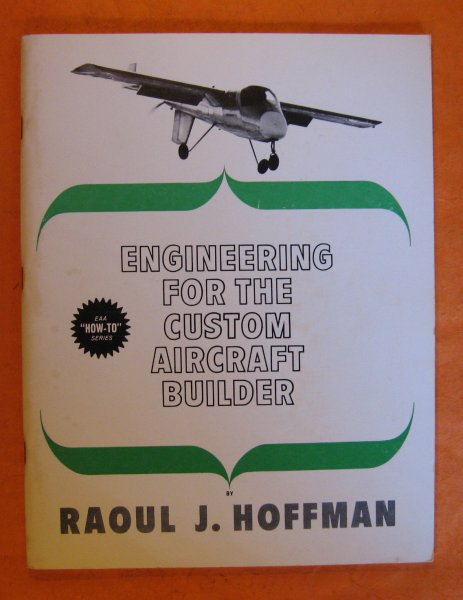 ENGINEERING
FOR THE
CUSTOM
AIRCRAFT
BUILDER
EAA
"HOW-TO"
SERIES
BY
RAOUL J. HOFFMAN